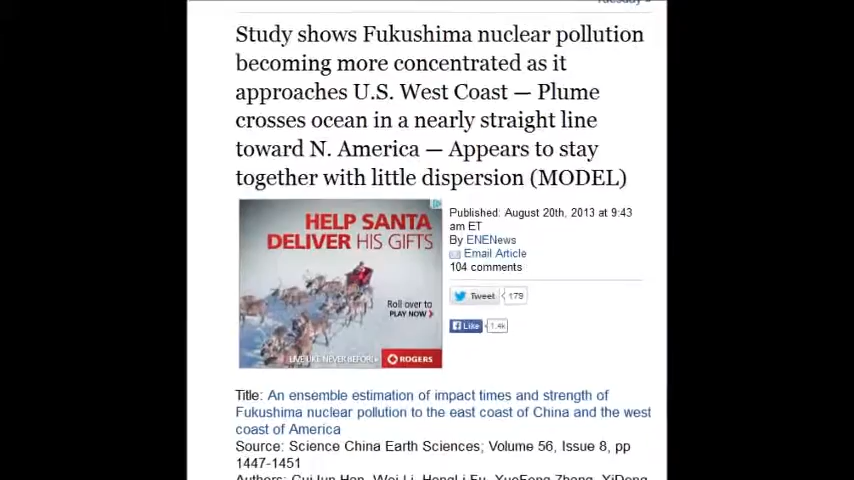 Study shows Fukushima nuclear pollution
becoming more concentrated as it
approaches U.S. West Coast — Plume
crosses ocean in a nearly straight line
toward N. America — Appears to stay
together with little dispersion (MODEL)
HELP SANTA
DELIVER HIS GIFTS
Roll over to
PLAY NOW
LIVE LIKE NEVER BEFORE
ROGERS
Published: August 20th, 2013 at 9:43
am ET
By ENENews
Email Article
104 comments
Tweet 179
Like 1.4k
Title: An ensemble estimation of impact times and strength of
Fukushima nuclear pollution to the east coast of China and the west
coast of America
Source: Science China Earth Sciences; Volume 56, Issue 8, pp
1447-1451